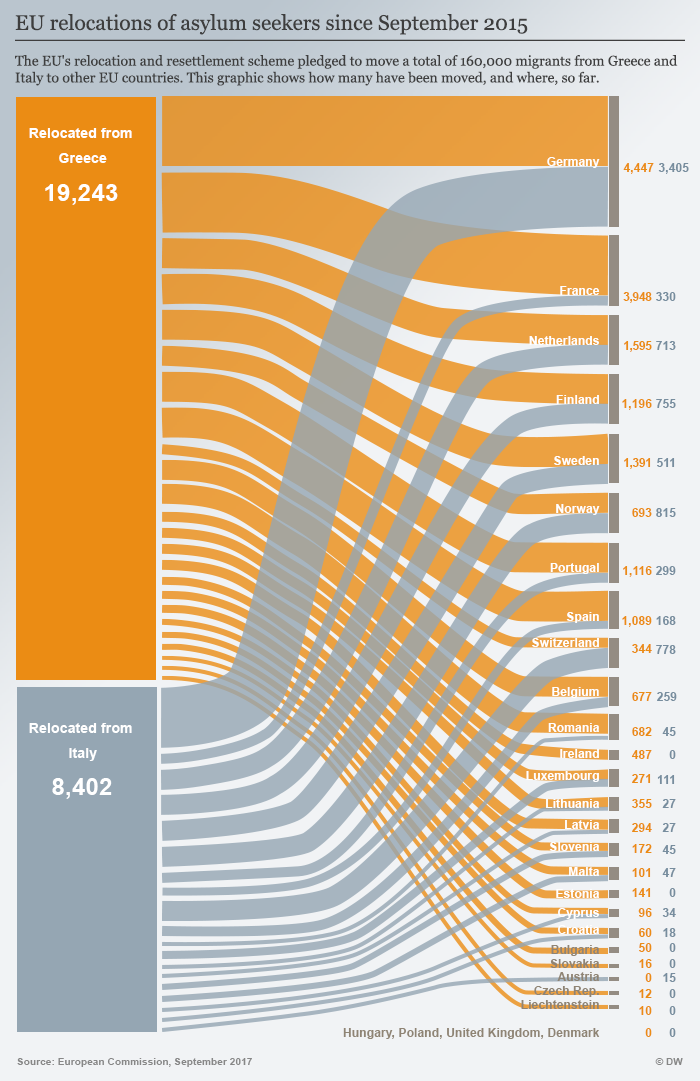 EU relocations of asylum seekers since September 2015
The EU's relocation and resettlement scheme pledged to move a total of 160,000 migrants from Greece and
Italy to other EU countries. This graphic shows how many have been moved, and where, so far.
Relocated from
Greece
19,243
Relocated from
Italy
8,402
Germany 4,447 3,405
France 3,948 330
Netherlands 1,595 713
Finland 1,196 755
Sweden 1,391 511
Norway 693 815
Portugal 1,116 299
Spain 1,089 168
Switzerland 344 778
Belgium 677 259
Romania 682 45
Ireland 487 0
Luxembourg 271 111
Lithuania 355 27
Latvia 294 27
Slovenia 172 45
Malta 101 47
Estonia 141 0
Cyprus 96 34
Croatia 60 18
Bulgaria 50 0
Slovakia 16 0
Austria 0 15
Czech Rep. 12 0
Liechtenstein 10 0
Hungary, Poland, United Kingdom, Denmark 0 0
Source: European Commission, September 2017
© DW